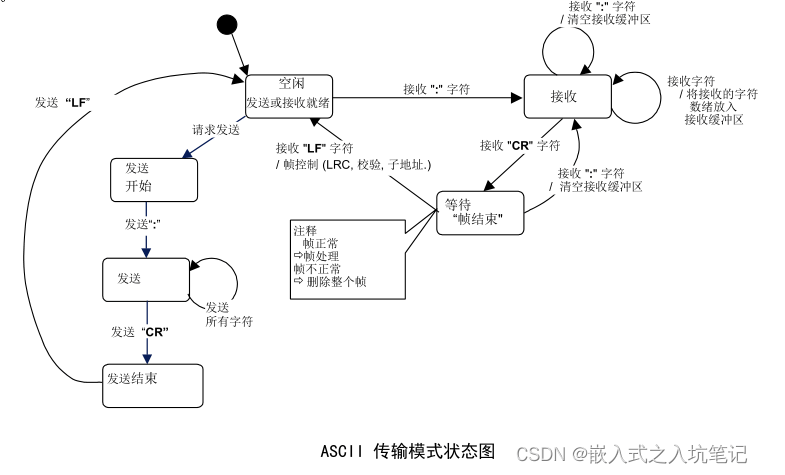 接收 ":" 字符
/ 清空接收缓冲区
空闲
发送或接收就绪
接收 ":" 字符
接收
接收字符
/ 将接收的字符
数绪放入
接收缓冲区
发送 “LF”
请求发送
接收 "LF" 字符
/ 帧控制 (LRC, 校验, 子地址.)
接收 "CR" 字符
接收 ":" 字符
/ 清空接收缓冲区
发送
开始
等待
“帧结束"
发送“:”
注释
帧正常
⇨帧处理
帧不正常
⇨ 删除整个帧
发送
发送
所有字符
发送 “CR”
发送结束
ASCII 传输模式状态图
CSDN @嵌入式之入坑笔记